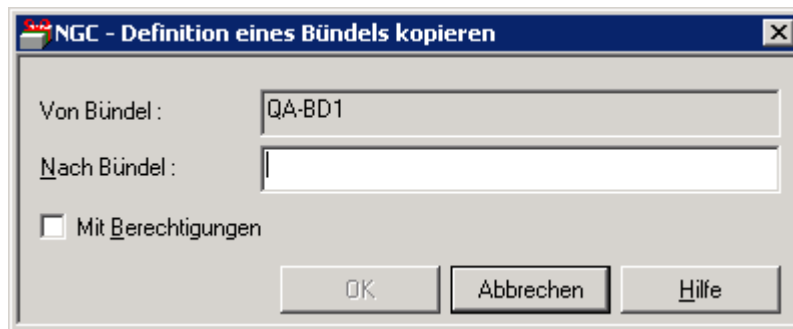 NGC - Definition eines Bündels kopieren
Von Bündel : QA-BD1
Nach Bündel :
Mit Berechtigungen
OK Abbrechen Hilfe